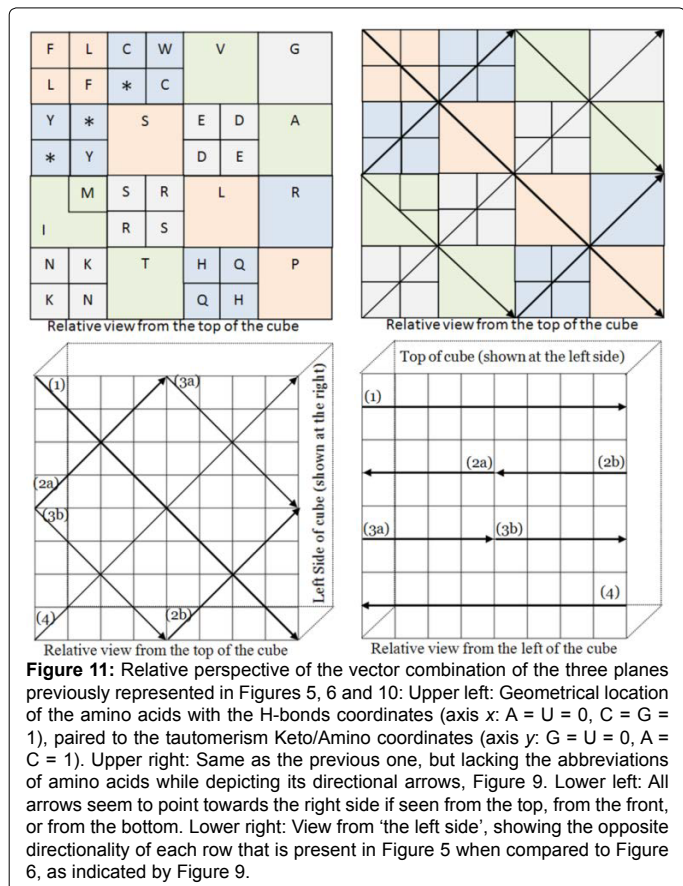 F L C W V G
L F * C
Y * S E D A
* Y D E
M S R L R
I R S
N K T H Q P
K N Q H
Relative view from the top of the cube
Relative view from the top of the cube
(1) (3a)
(2a)
(3b)
(4) (2b)
Left Side of cube (shown at the right)
Relative view from the top of the cube
Top of cube (shown at the left side)
(1)
(2a) (2b)
(3a) (3b)
(4)
Relative view from the left of the cube
Figure 11: Relative perspective of the vector combination of the three planes
previously represented in Figures 5, 6 and 10: Upper left: Geometrical location
of the amino acids with the H-bonds coordinates (axis x: A = U = 0, C = G =
1), paired to the tautomerism Keto/Amino coordinates (axis y: G = U = 0, A =
C = 1). Upper right: Same as the previous one, but lacking the abbreviations
of amino acids while depicting its directional arrows, Figure 9. Lower left: All
arrows seem to point towards the right side if seen from the top, from the front,
or from the bottom. Lower right: View from ‘the left side’, showing the opposite
directionality of each row that is present in Figure 5 when compared to Figure
6, as indicated by Figure 9.